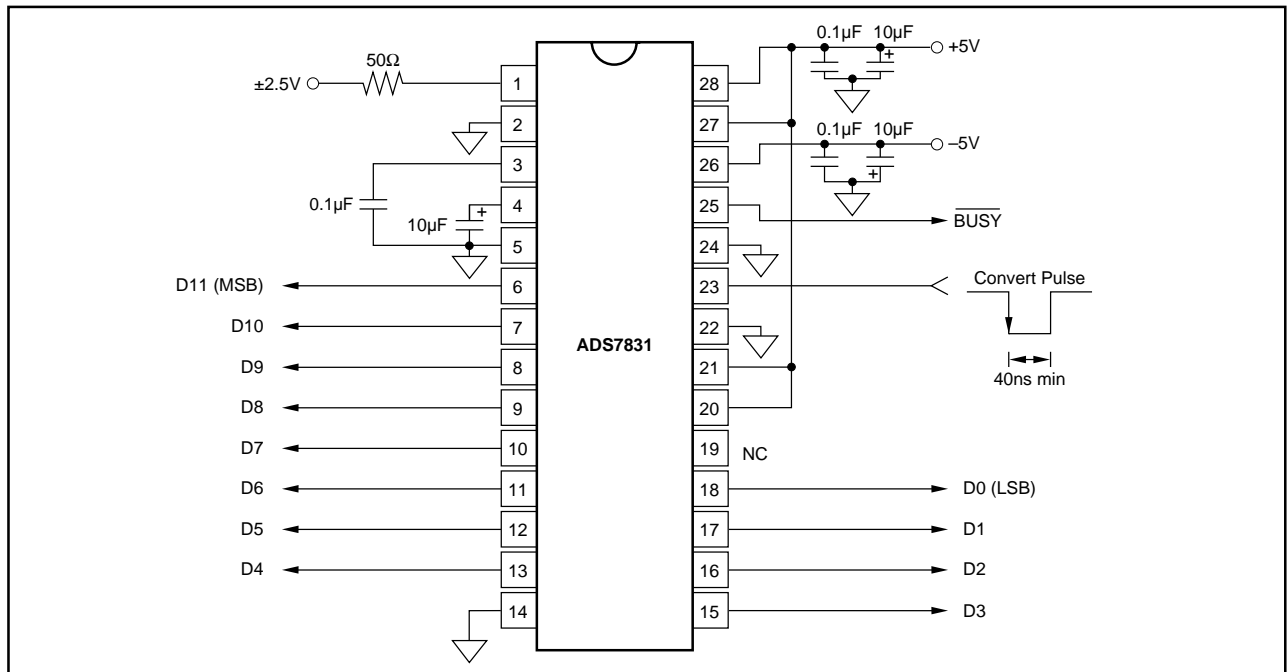 0.1µF 10µF
+5V
50Ω
±2.5V
1
28
2
27
0.1µF 10µF
3
26
–5V
0.1µF
4
+
25
10µF
BUSY
5
24
D11 (MSB)
6
23
Convert Pulse
D10
7
22
ADS7831
D9
8
21
40ns min
D8
9
20
D7
10
19
NC
D6
11
18
D0 (LSB)
D5
12
17
D1
D4
13
16
D2
14
15
D3
+
+